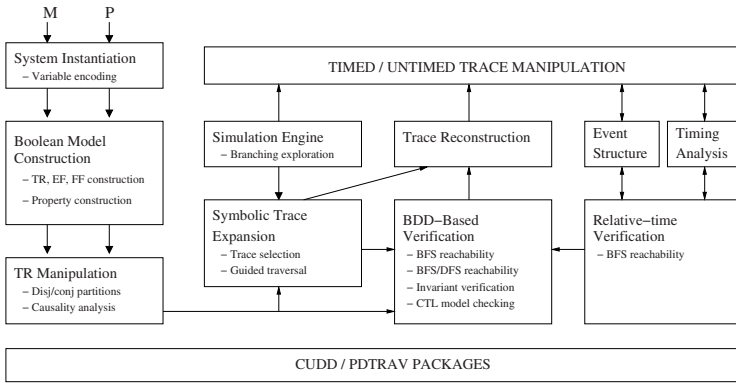 M P
System Instantiation
– Variable encoding
Boolean Model
Construction
– TR, EF, FF construction
– Property construction
TR Manipulation
– Disj/conj partitions
– Causality analysis
TIMED / UNTIMED TRACE MANIPULATION
Simulation Engine
– Branching exploration
Trace Reconstruction
Event
Structure
Timing
Analysis
Symbolic Trace
Expansion
– Trace selection
– Guided traversal
BDD–Based
Verification
– BFS reachability
– BFS/DFS reachability
– Invariant verification
– CTL model checking
Relative–time
Verification
– BFS reachability
CUDD / PDTRAV PACKAGES